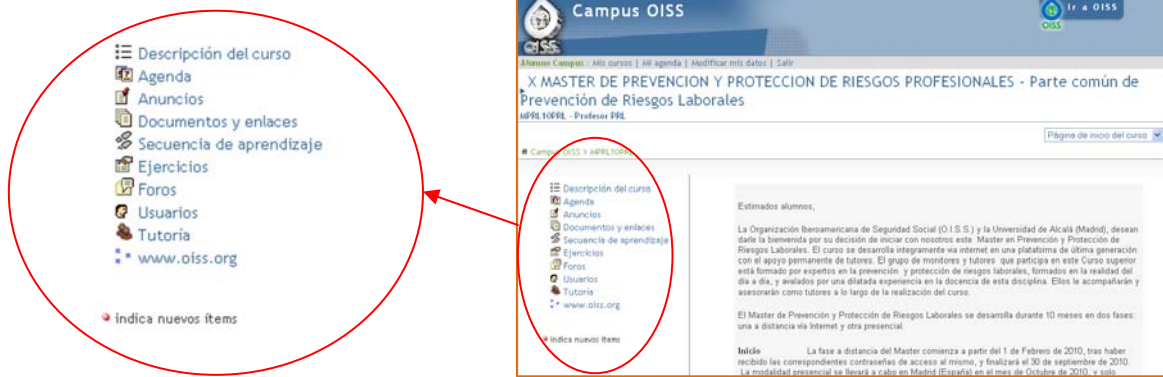 Descripción del curso
Agenda
Anuncios
Documentos y enlaces
Secuencia de aprendizaje
Ejercicios
Foros
Usuarios
Tutoría
www.oiss.org
indica nuevos ítems
Campus OISS
Ir a OISS
OISS
OISS
Alumno Campus : Mis cursos | Mi agenda | Modificar mis datos | Salir
X MASTER DE PREVENCION Y PROTECCION DE RIESGOS PROFESIONALES - Parte común de
Prevención de Riesgos Laborales
MPRL10PRL - Profesor PRL
Página de inicio del curso
Campus OISS > MPRL10PRL
Descripción del curso
Agenda
Anuncios
Documentos y enlaces
Secuencia de aprendizaje
Ejercicios
Foros
Usuarios
Tutoría
www.oiss.org
indica nuevos ítems
Estimados alumnos,
La Organización Iberoamericana de Seguridad Social (O.I.S.S.) y la Universidad de Alcalá (Madrid), desean
darle la bienvenida por su decisión de iniciar con nosotros este Master en Prevención y Protección de
Riesgos Laborales. El curso se desarrolla integramente via internet en una plataforma de última generación
con el apoyo permanente de tutores. El grupo de monitores y tutores que participa en este Curso superior
está formado por expertos en la prevención y protección de riesgos laborales, formados en la realidad del
día a día, y avalados por una dilatada experiencia en la docencia de esta disciplina. Ellos le acompañarán y
asesorarán como tutores a lo largo de la realización del curso.
El Master de Prevención y Protección de Riesgos Laborales se desarrolla durante 10 meses en dos fases:
una a distancia vía Internet y otra presencial.
Inicio La fase a distancia del Master comienza a partir del 1 de Febrero de 2010, tras haber
recibido las correspondientes contraseñas de acceso al mismo, y finalizará el 30 de septiembre de 2010.
La modalidad presencial se llevará a cabo en Madrid (España) en el mes de Octubre de 2010, y solo